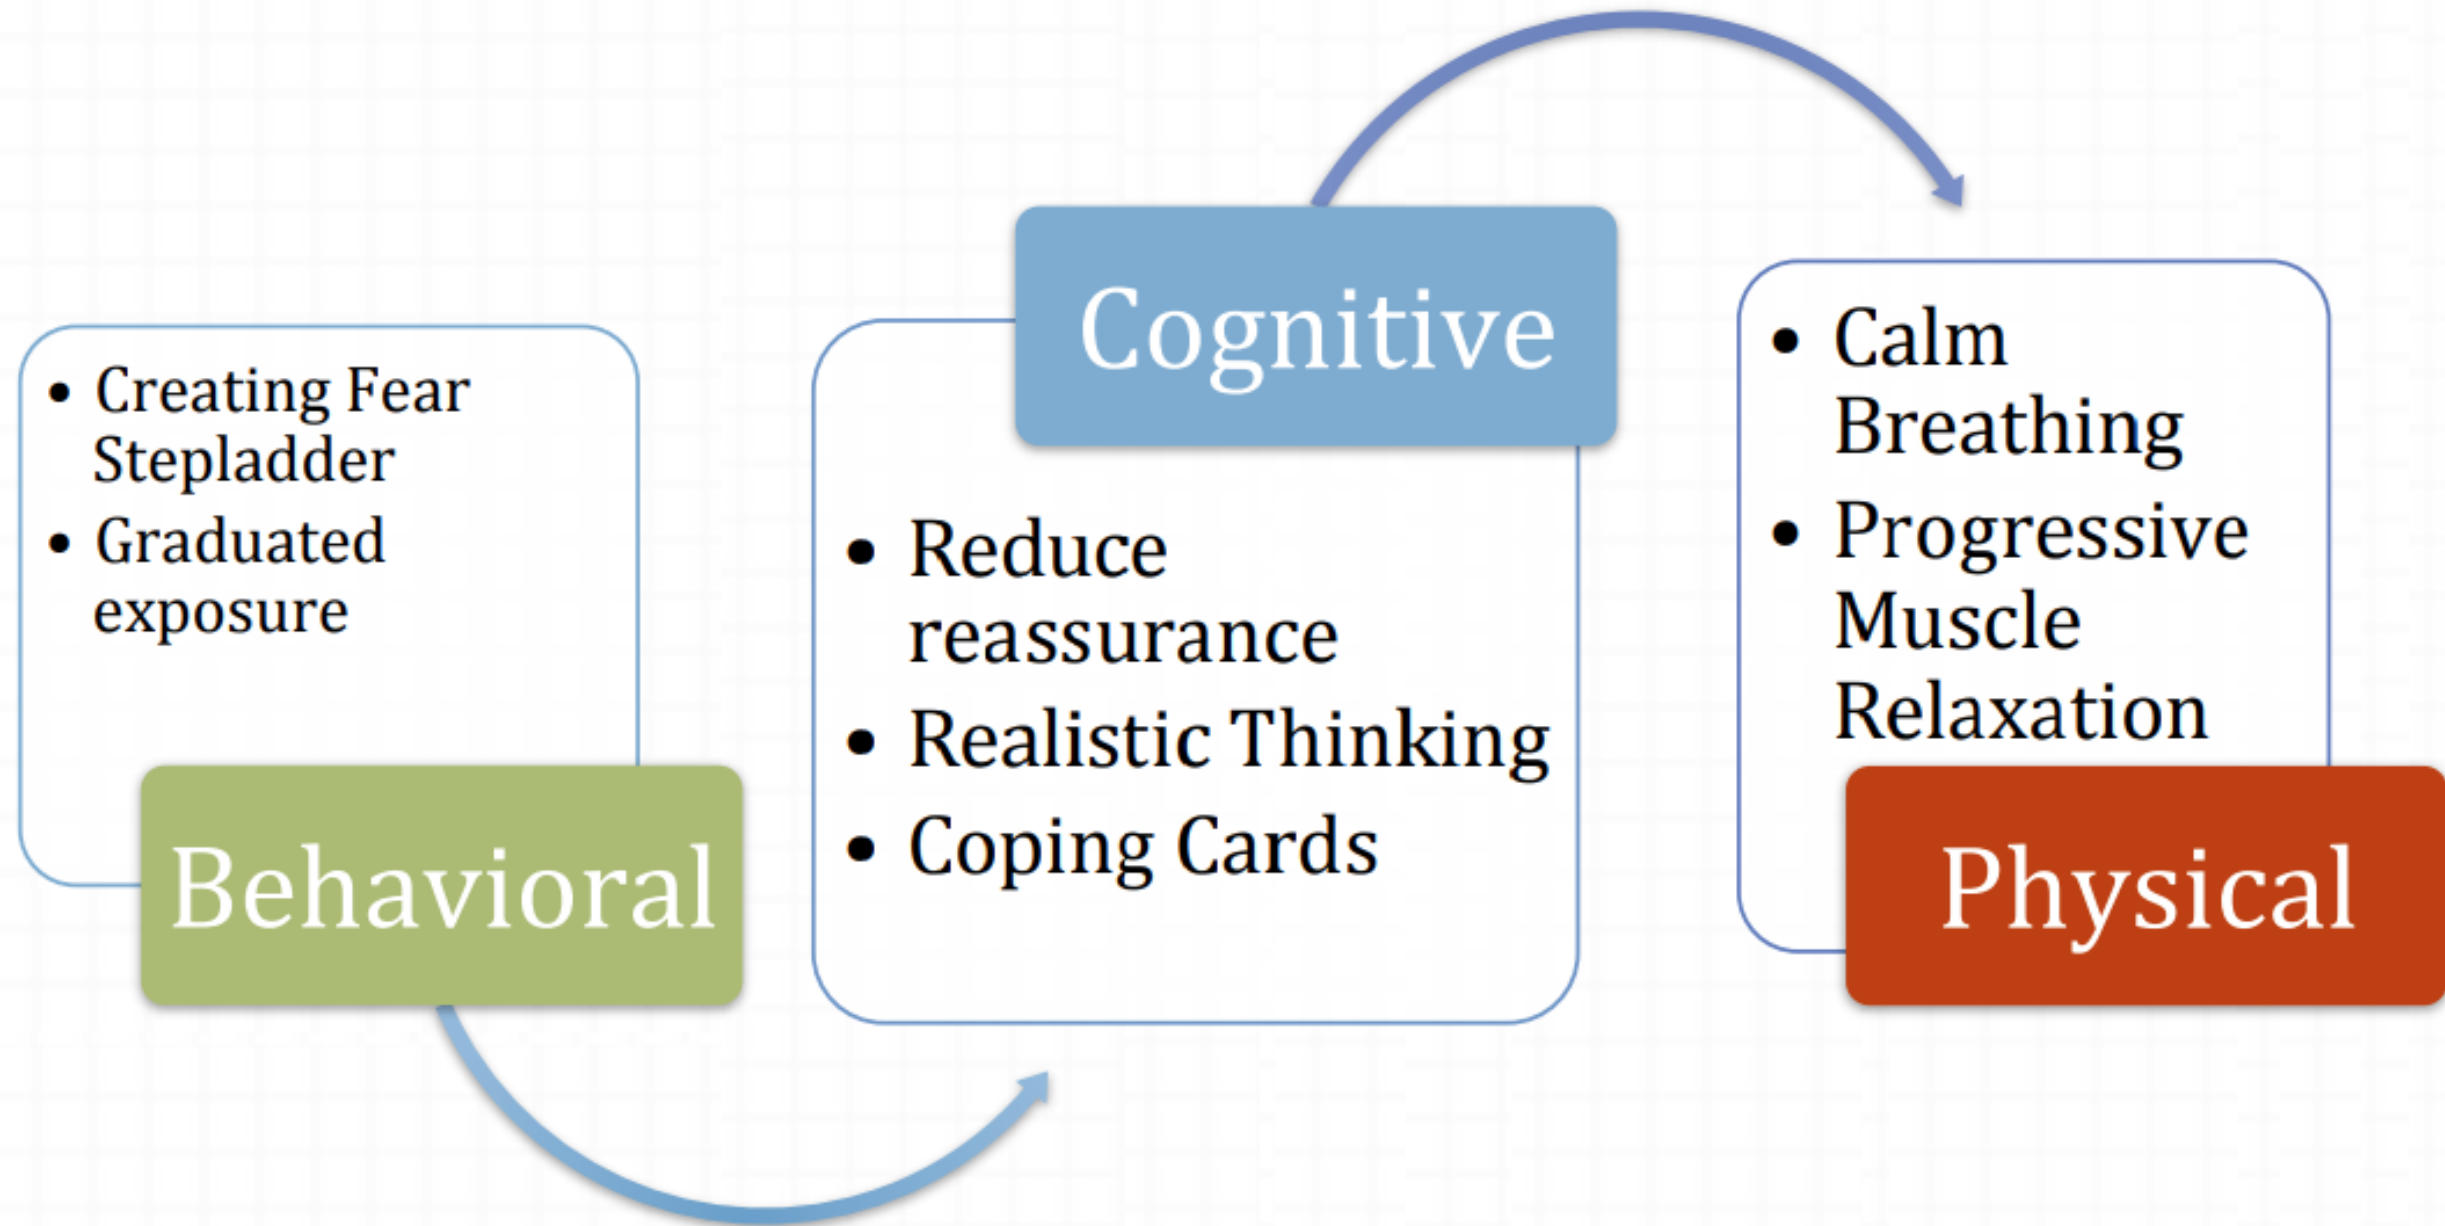 • Creating Fear
Stepladder
• Graduated
exposure
Behavioral
Cognitive
• Reduce
reassurance
• Realistic Thinking
• Coping Cards
• Calm
Breathing
• Progressive
Muscle
Relaxation
Physical